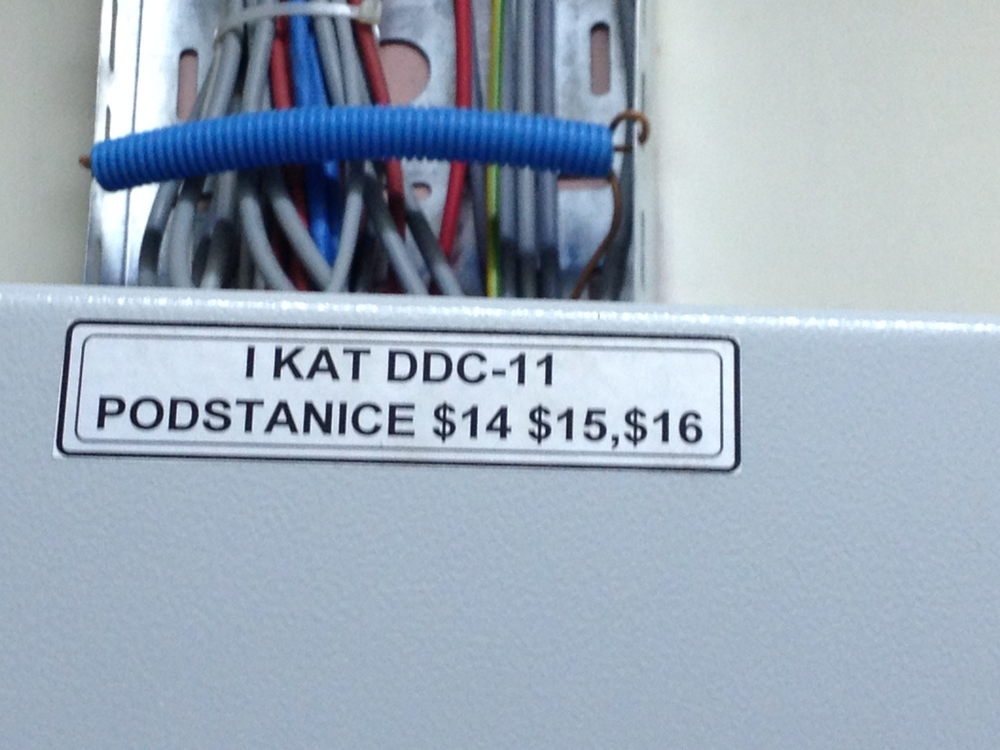 I KAT DDC-11
PODSTANICE $14 $15,$16